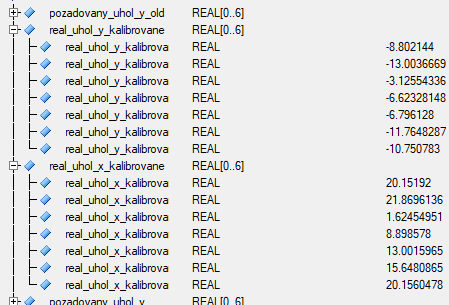 pozadovany_uhol_y_old REAL[0..6]
real_uhol_y_kalibrovane REAL[0..6]
real_uhol_y_kalibrova REAL -8.802144
real_uhol_y_kalibrova REAL -13.0036669
real_uhol_y_kalibrova REAL -3.12554336
real_uhol_y_kalibrova REAL -6.62328148
real_uhol_y_kalibrova REAL -6.796128
real_uhol_y_kalibrova REAL -11.7648287
real_uhol_y_kalibrova REAL -10.750783
real_uhol_x_kalibrovane REAL[0..6]
real_uhol_x_kalibrova REAL 20.15192
real_uhol_x_kalibrova REAL 21.8696136
real_uhol_x_kalibrova REAL 1.62454951
real_uhol_x_kalibrova REAL 8.898578
real_uhol_x_kalibrova REAL 13.0015965
real_uhol_x_kalibrova REAL 15.6480865
real_uhol_x_kalibrova REAL 20.1560478
pozadovany_uhol_y REAL[0..6]